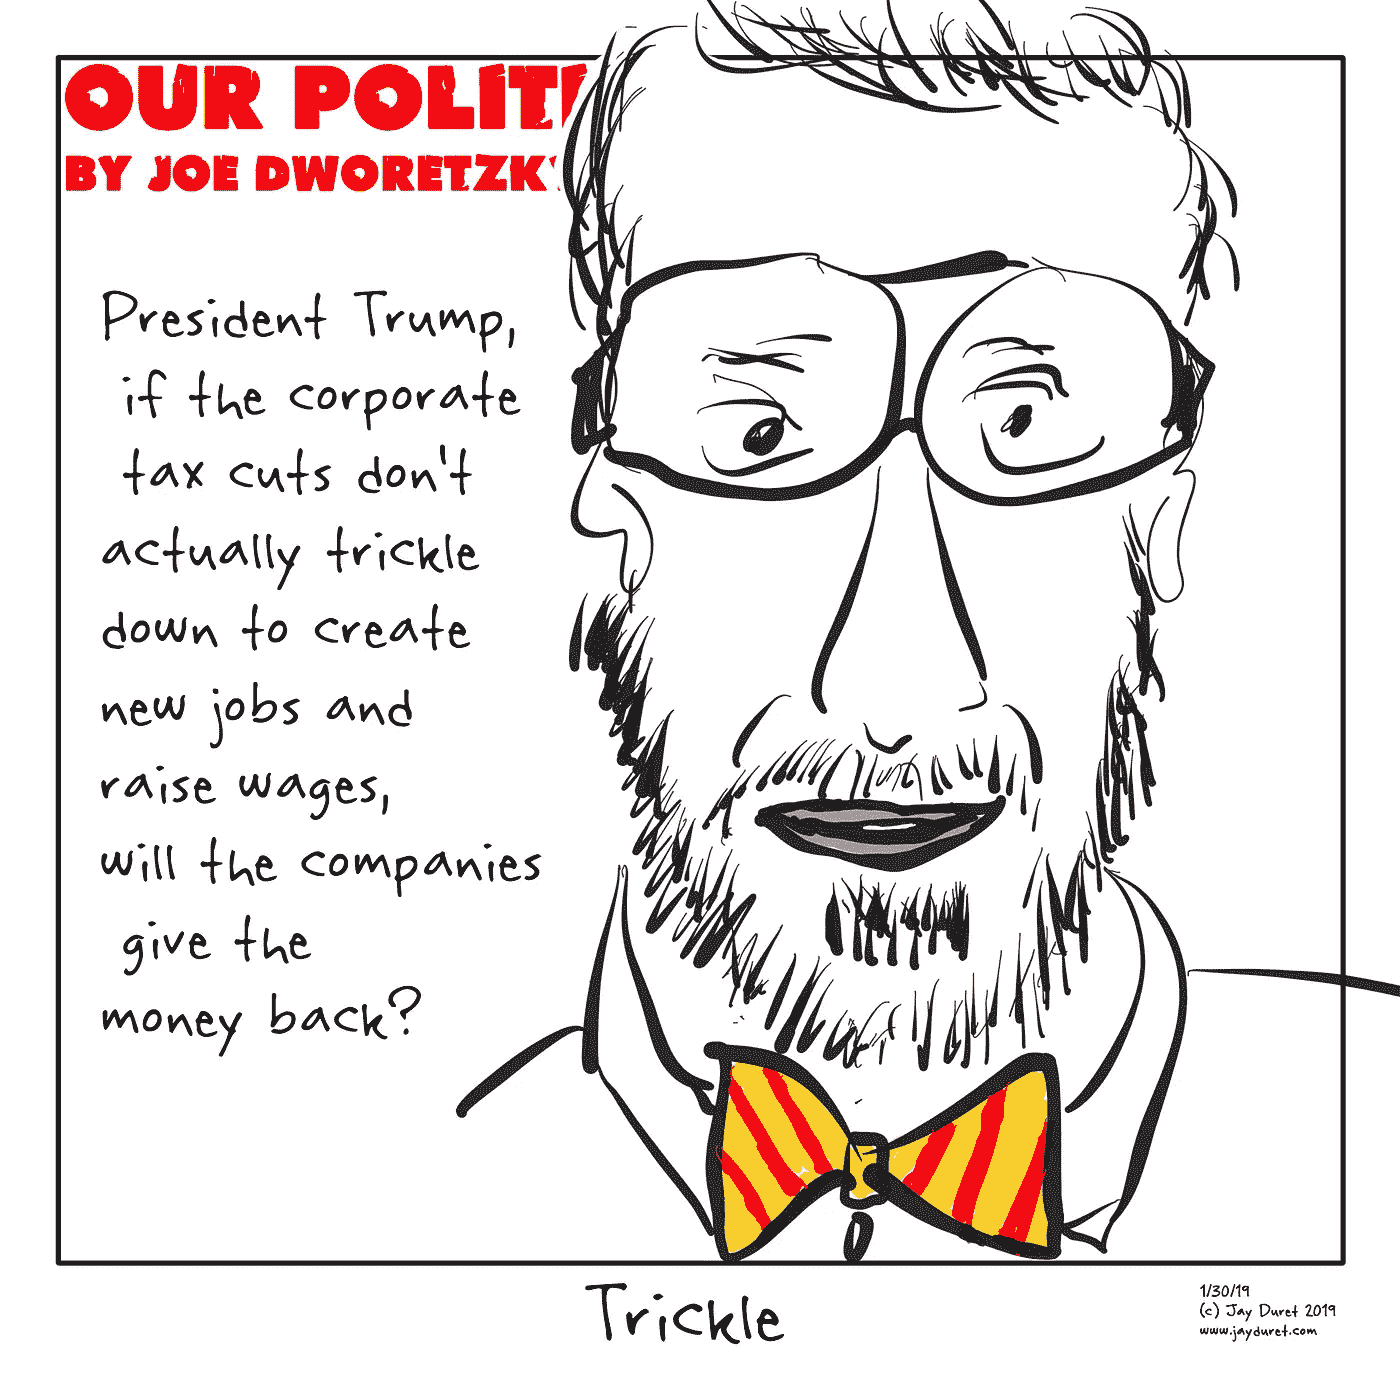 OUR POLITI
BY JOE DWORETZKY
President Trump,
if the corporate
tax cuts don't
actually trickle
down to create
new jobs and
raise wages,
will the companies
give the
money back?
Trickle
1/30/19
(c) Jay Duret 2019
www.jayduret.com